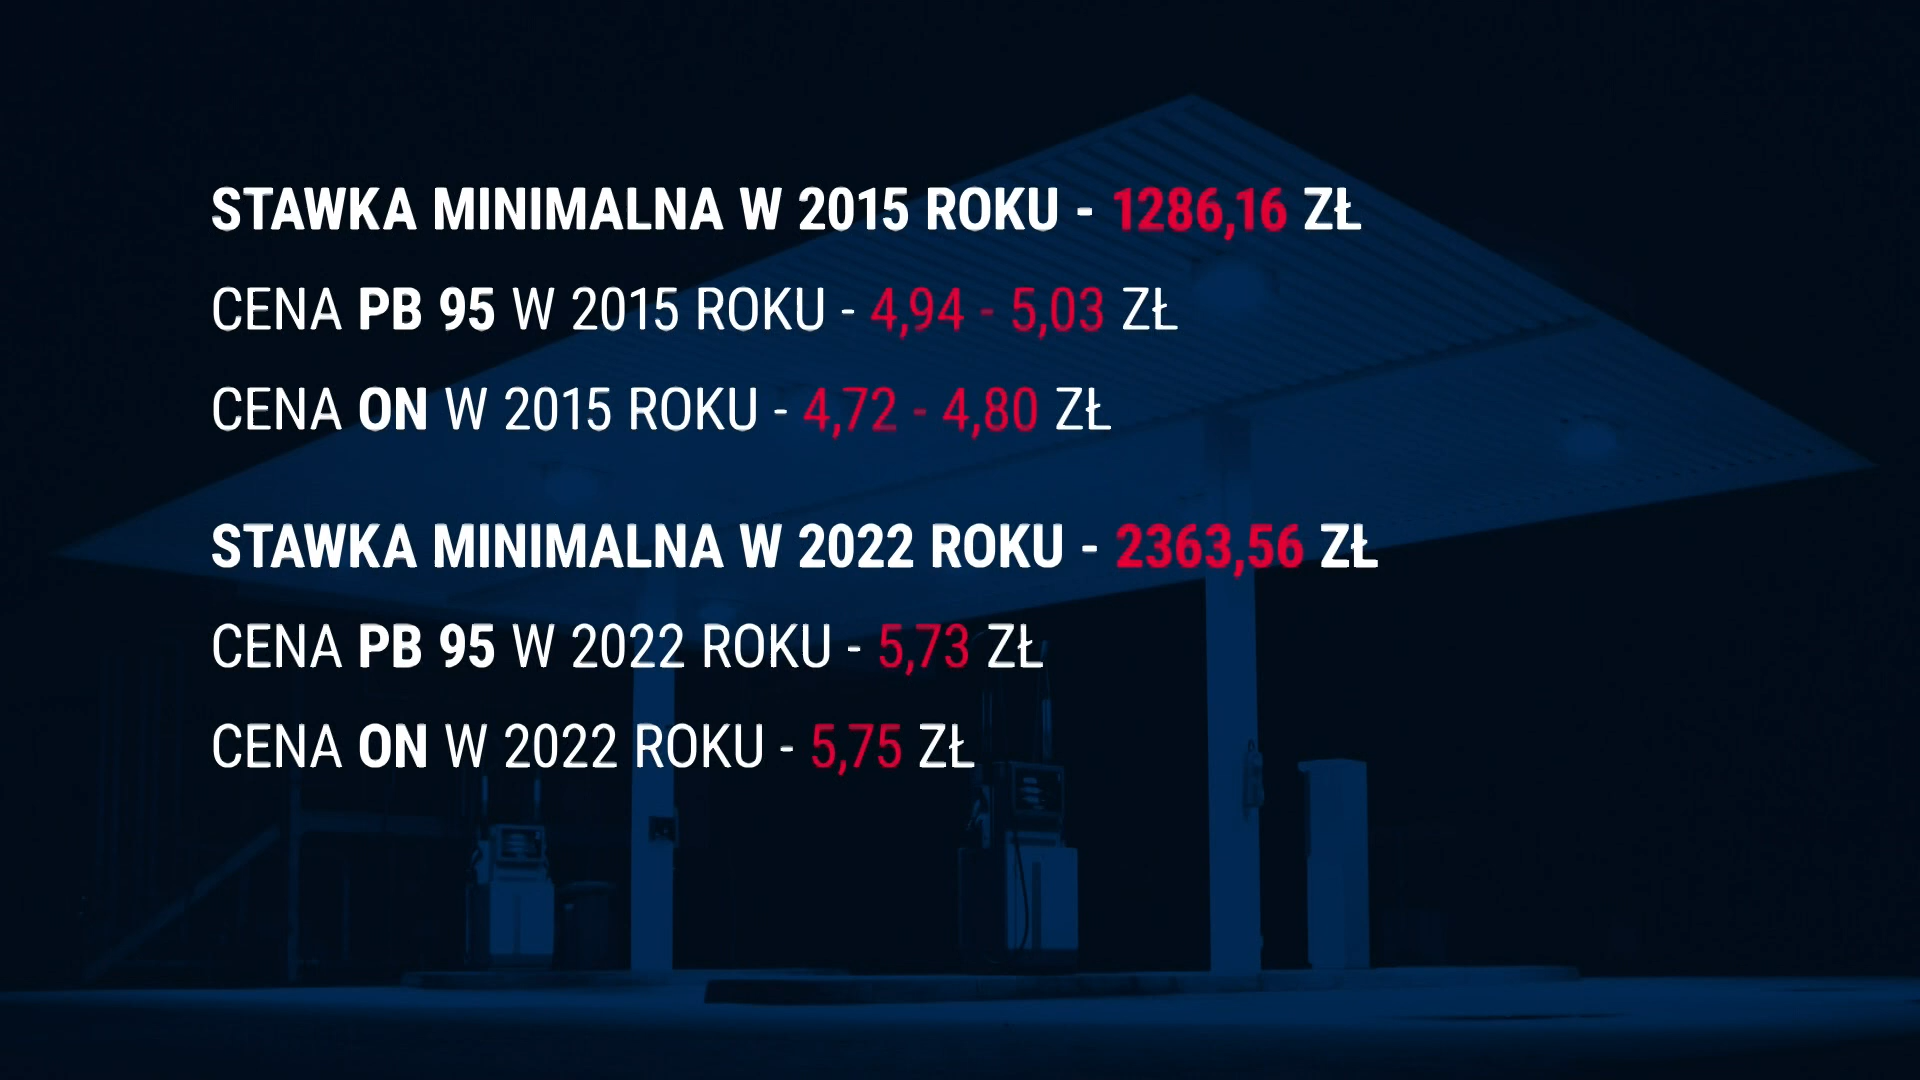 STAWKA MINIMALNA W 2015 ROKU - 1286,16 ZŁ
CENA PB 95 W 2015 ROKU - 4,94 - 5,03 ZŁ
CENA ON W 2015 ROKU - 4,72 - 4,80 ZŁ
STAWKA MINIMALNA W 2022 ROKU - 2363,56 ZŁ
CENA PB 95 W 2022 ROKU - 5,73 ZŁ
CENA ON W 2022 ROKU - 5,75 ZŁ